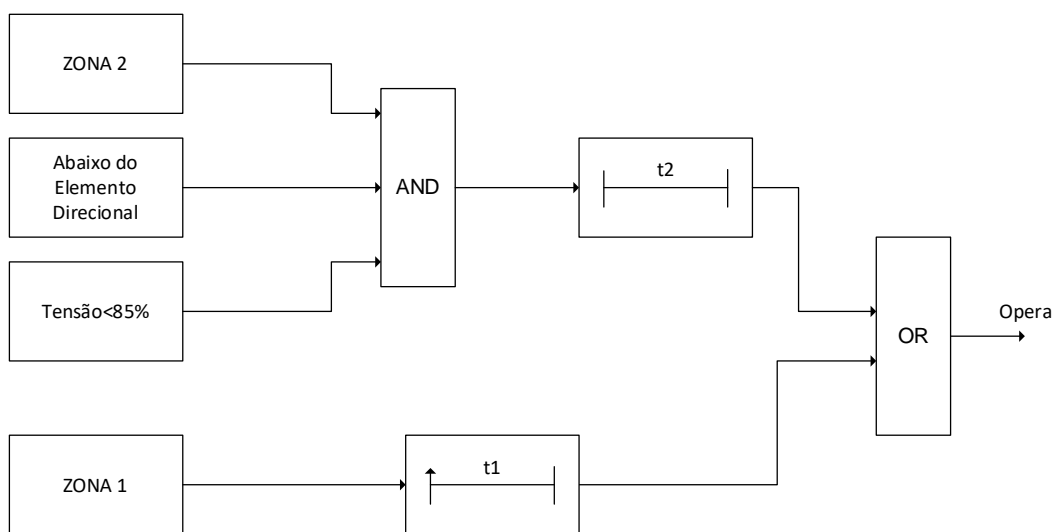 ZONA 2
Abaixo do
Elemento
Direcional
Tensão<85%
AND
t2
Opera
OR
ZONA 1
t1